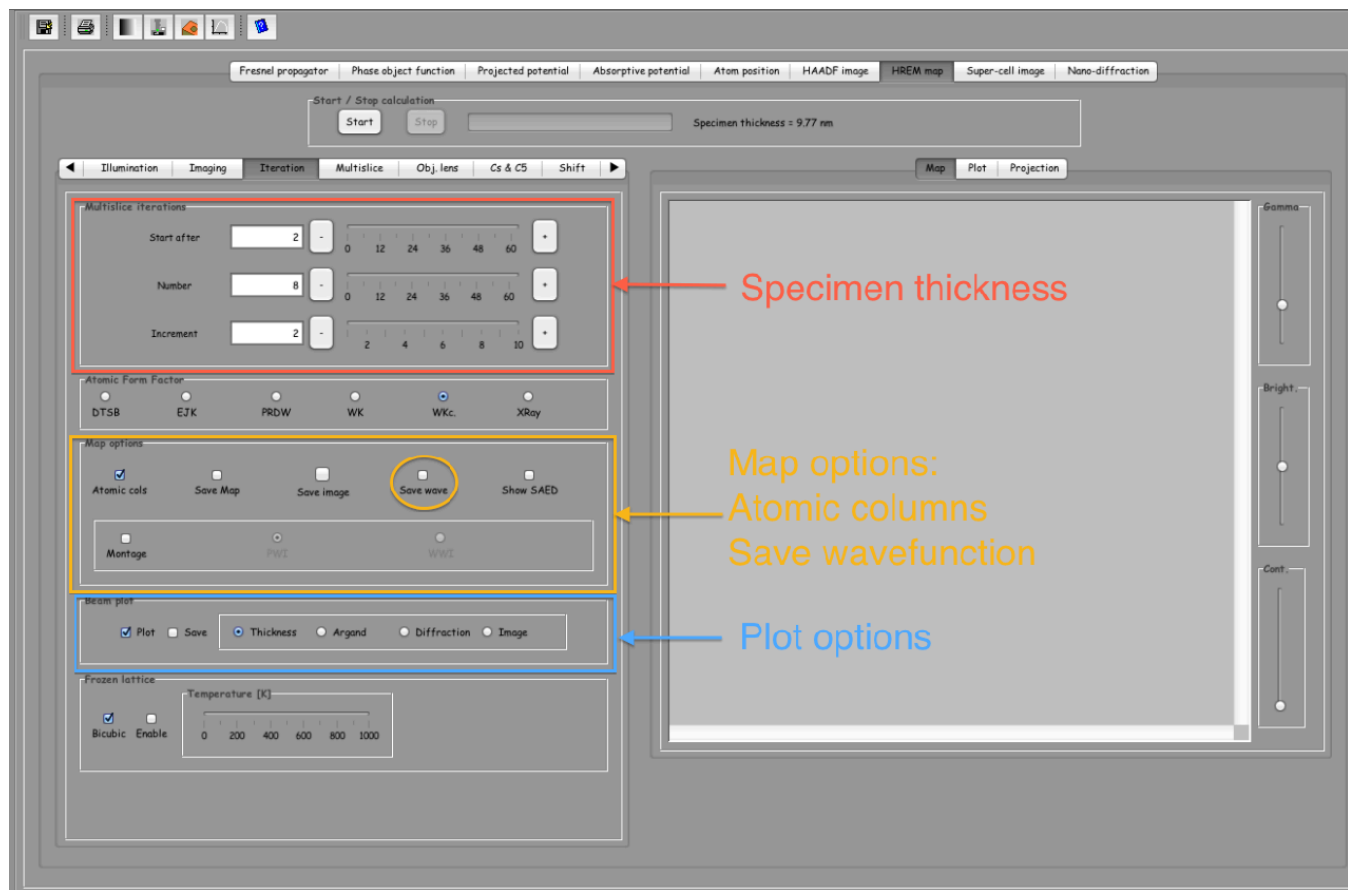 Fresnel propagator Phase object function Projected potential Absorptive potential Atom position HAADF image HREM map Super-cell image Nano-diffraction
Start / Stop calculation
Start Stop Specimen thickness = 9.77 nm
Illumination Imaging Iteration Multislice Obj. lens Cs & C5 Shift
Map Plot Projection
Multislice iterations
Start after 2 - 0 12 24 36 48 60 +
Number 8 - 0 12 24 36 48 60 +
Increment 2 - 2 4 6 8 10 +
Specimen thickness
Atomic Form Factor
DTSB EJK PRDW WK WKc. XRay
Map options
Atomic cols Save Map Save image Save wave Show SAED
Montage PWI WWI
Map options:
Atomic columns
Save wavefunction
Beam plot
Plot Save Thickness Argand Diffraction Image
Plot options
Frozen lattice
Temperature [K]
Bicubic Enable 0 200 400 600 800 1000
Gamma
Bright.
Cont.